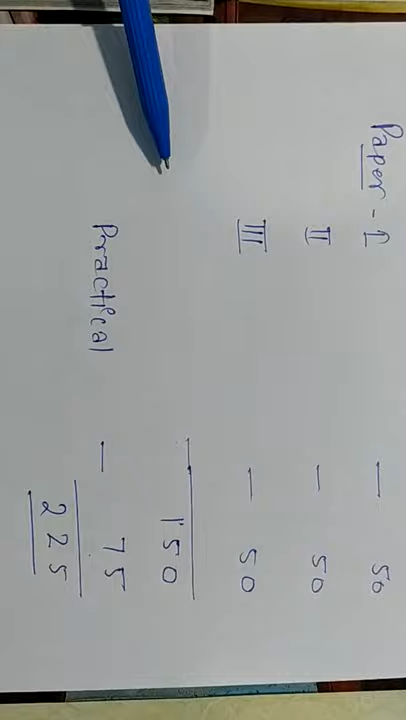 Paper - I — 50
II — 50
III — 50
150
Practical — 75
225